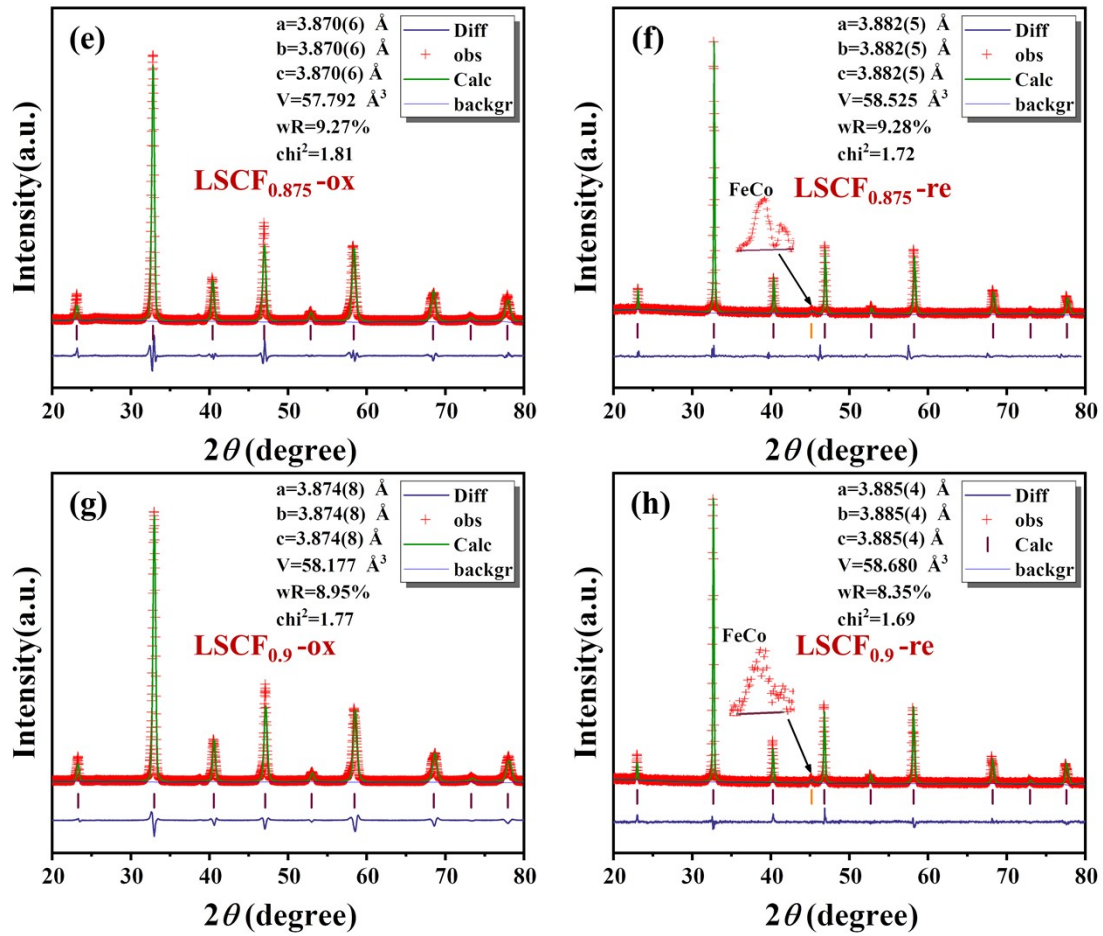 (e)
a=3.870(6) Å
b=3.870(6) Å
c=3.870(6) Å
V=57.792 Å³
wR=9.27%
chi²=1.81
Diff
obs
Calc
backgr
LSCF₀.₈₇₅-ox
Intensity(a.u.)
20 30 40 50 60 70 80
2θ (degree)
(f)
a=3.882(5) Å
b=3.882(5) Å
c=3.882(5) Å
V=58.525 Å³
wR=9.28%
chi²=1.72
Diff
obs
Calc
backgr
FeCo
LSCF₀.₈₇₅-re
Intensity(a.u.)
20 30 40 50 60 70 80
2θ (degree)
(g)
a=3.874(8) Å
b=3.874(8) Å
c=3.874(8) Å
V=58.177 Å³
wR=8.95%
chi²=1.77
Diff
obs
Calc
backgr
LSCF₀.₉-ox
Intensity(a.u.)
20 30 40 50 60 70 80
2θ (degree)
(h)
a=3.885(4) Å
b=3.885(4) Å
c=3.885(4) Å
V=58.680 Å³
wR=8.35%
chi²=1.69
Diff
obs
Calc
backgr
FeCo
LSCF₀.₉-re
Intensity(a.u.)
20 30 40 50 60 70 80
2θ (degree)